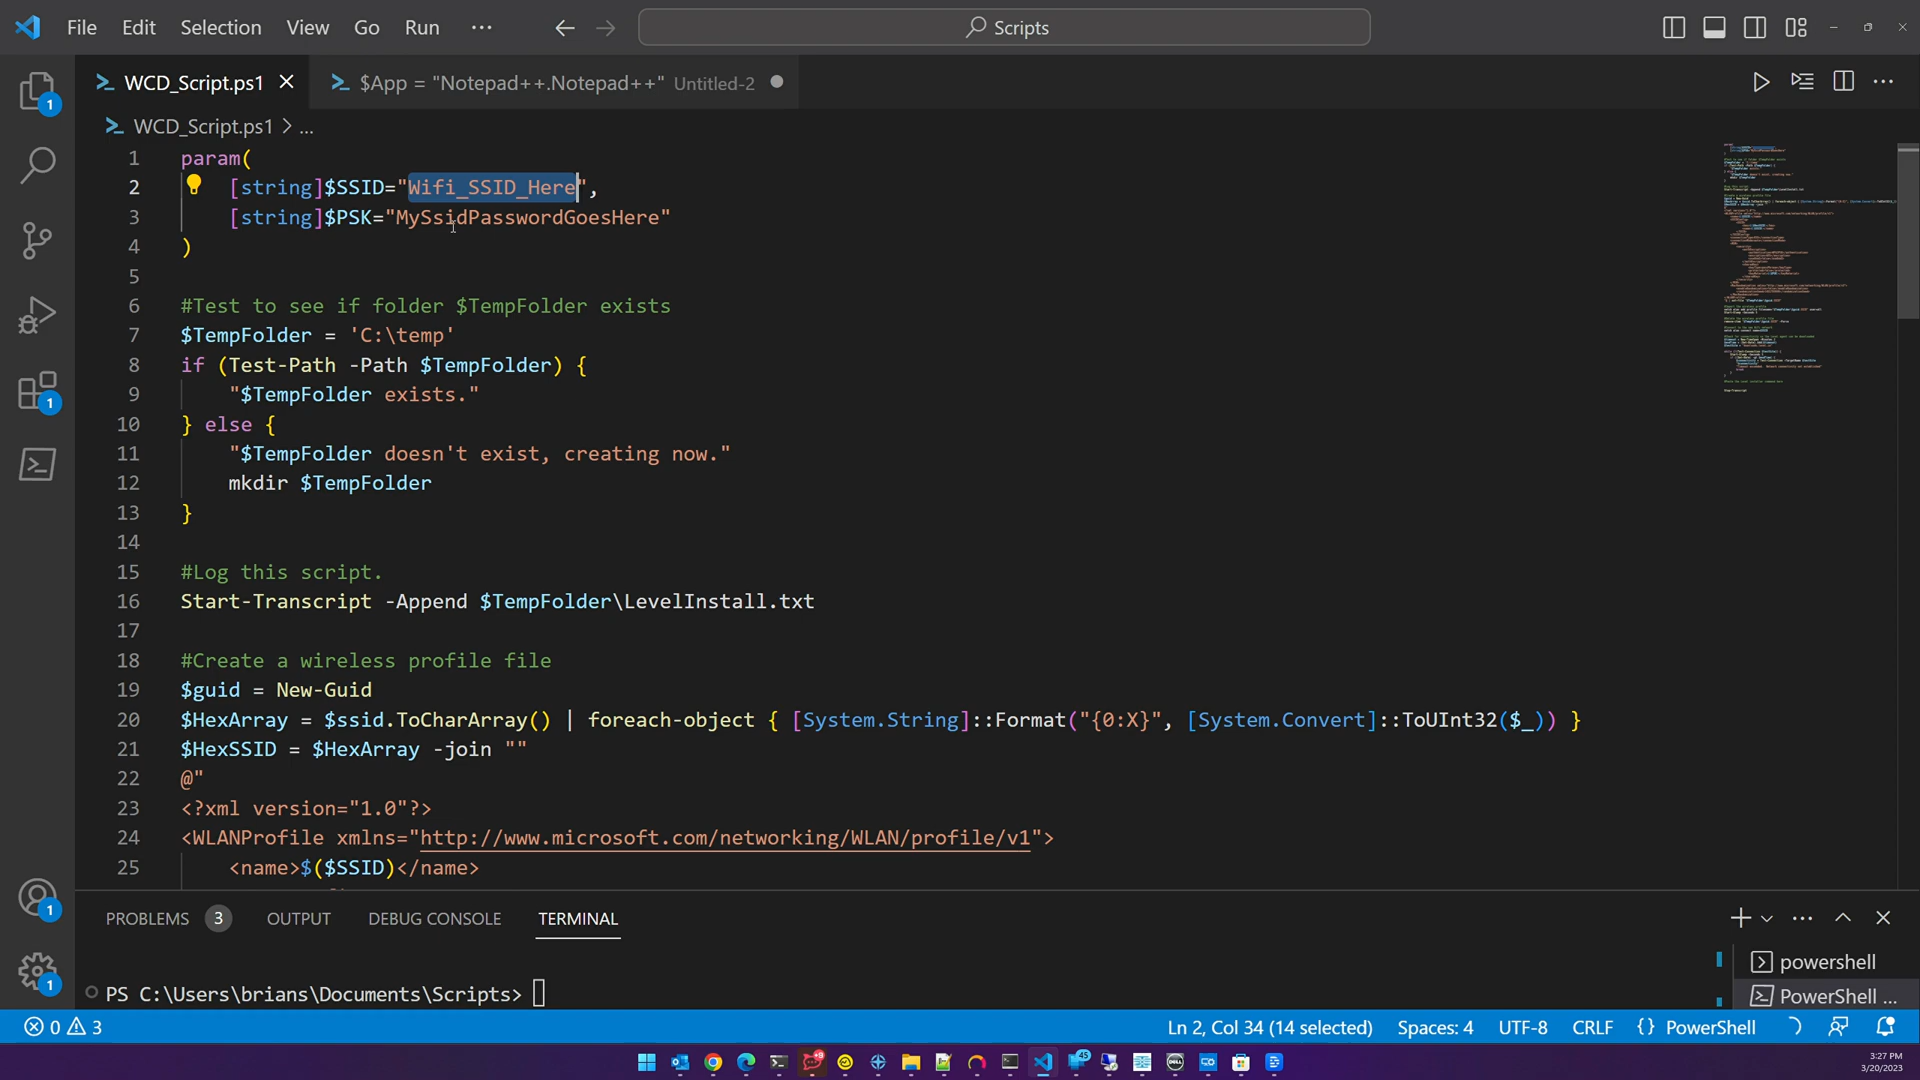 File Edit Selection View Go Run ...
Scripts
WCD_Script.ps1
$App = "Notepad++.Notepad++" Untitled-2
WCD_Script.ps1 > ...
1 param(
2 [string]$SSID="Wifi_SSID_Here",
3 [string]$PSK="MySsidPasswordGoesHere"
4 )
5
6 #Test to see if folder $TempFolder exists
7 $TempFolder = 'C:\temp'
8 if (Test-Path -Path $TempFolder) {
9 "$TempFolder exists."
10 } else {
11 "$TempFolder doesn't exist, creating now."
12 mkdir $TempFolder
13 }
14
15 #Log this script.
16 Start-Transcript -Append $TempFolder\LevelInstall.txt
17
18 #Create a wireless profile file
19 $guid = New-Guid
20 $HexArray = $ssid.ToCharArray() | foreach-object { [System.String]::Format("{0:X}", [System.Convert]::ToUInt32($_)) }
21 $HexSSID = $HexArray -join ""
22 @"
23 <?xml version="1.0"?>
24 <WLANProfile xmlns="http://www.microsoft.com/networking/WLAN/profile/v1">
25 <name>$($SSID)</name>
PROBLEMS 3 OUTPUT DEBUG CONSOLE TERMINAL
powershell
PS C:\Users\brians\Documents\Scripts>
PowerShell ...
0 3
Ln 2, Col 34 (14 selected) Spaces: 4 UTF-8 CRLF {} PowerShell
3:27 PM
3/20/2023